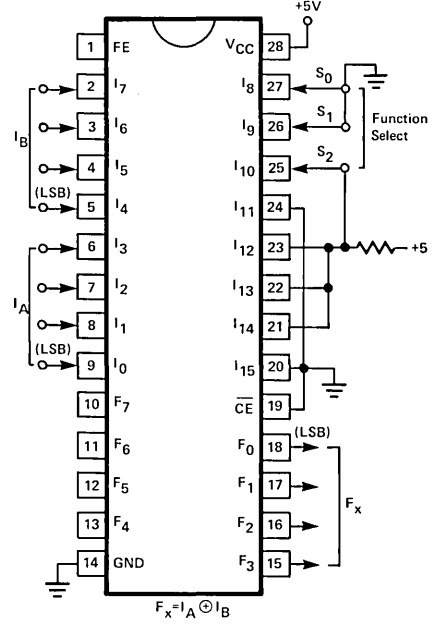 +5V
1 FE VCC 28
2 I7 I8 27 S0
3 I6 I9 26 S1
Function
Select
IB
4 I5 I10 25 S2
(LSB) 5 I4 I11 24
6 I3 I12 23 +5
7 I2 I13 22
IA
8 I1 I14 21
(LSB) 9 I0 I15 20
10 F7 CE 19
11 F6 F0 18 (LSB)
12 F5 F1 17
Fx
13 F4 F2 16
14 GND F3 15
Fx=IA⊕IB